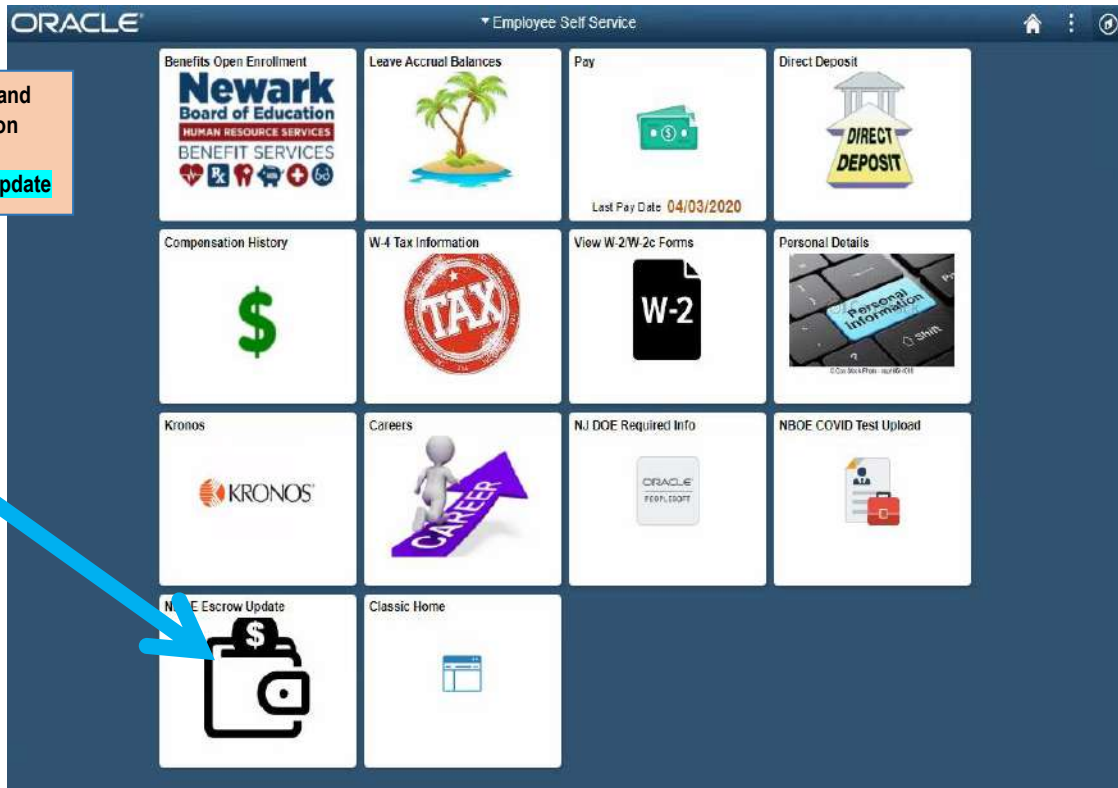 ORACLE
Employee Self Service
and
on
pdate
Benefits Open Enrollment
Newark
Board of Education
HUMAN RESOURCE SERVICES
BENEFIT SERVICES
Leave Accrual Balances
Pay
Last Pay Date 04/03/2020
Direct Deposit
DIRECT
DEPOSIT
Compensation History
$
W-4 Tax Information
TAX
View W-2/W-2c Forms
W-2
Personal Details
Personal
Information
Shift
Kronos
KRONOS
Careers
CAREER
NJ DOE Required Info
ORACLE
PEOPLESOFT
NBOE COVID Test Upload
Escrow Update
$
Classic Home